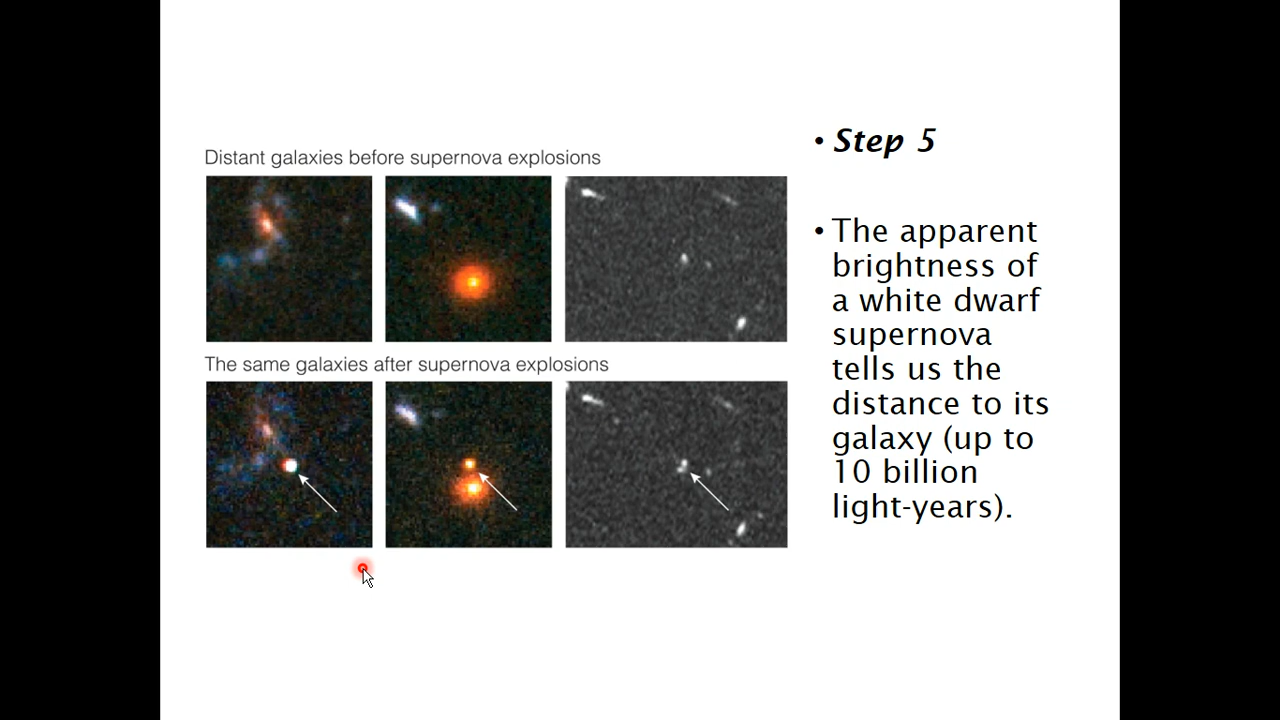 Distant galaxies before supernova explosions
The same galaxies after supernova explosions
• Step 5
• The apparent
brightness of
a white dwarf
supernova
tells us the
distance to its
galaxy (up to
10 billion
light-years).